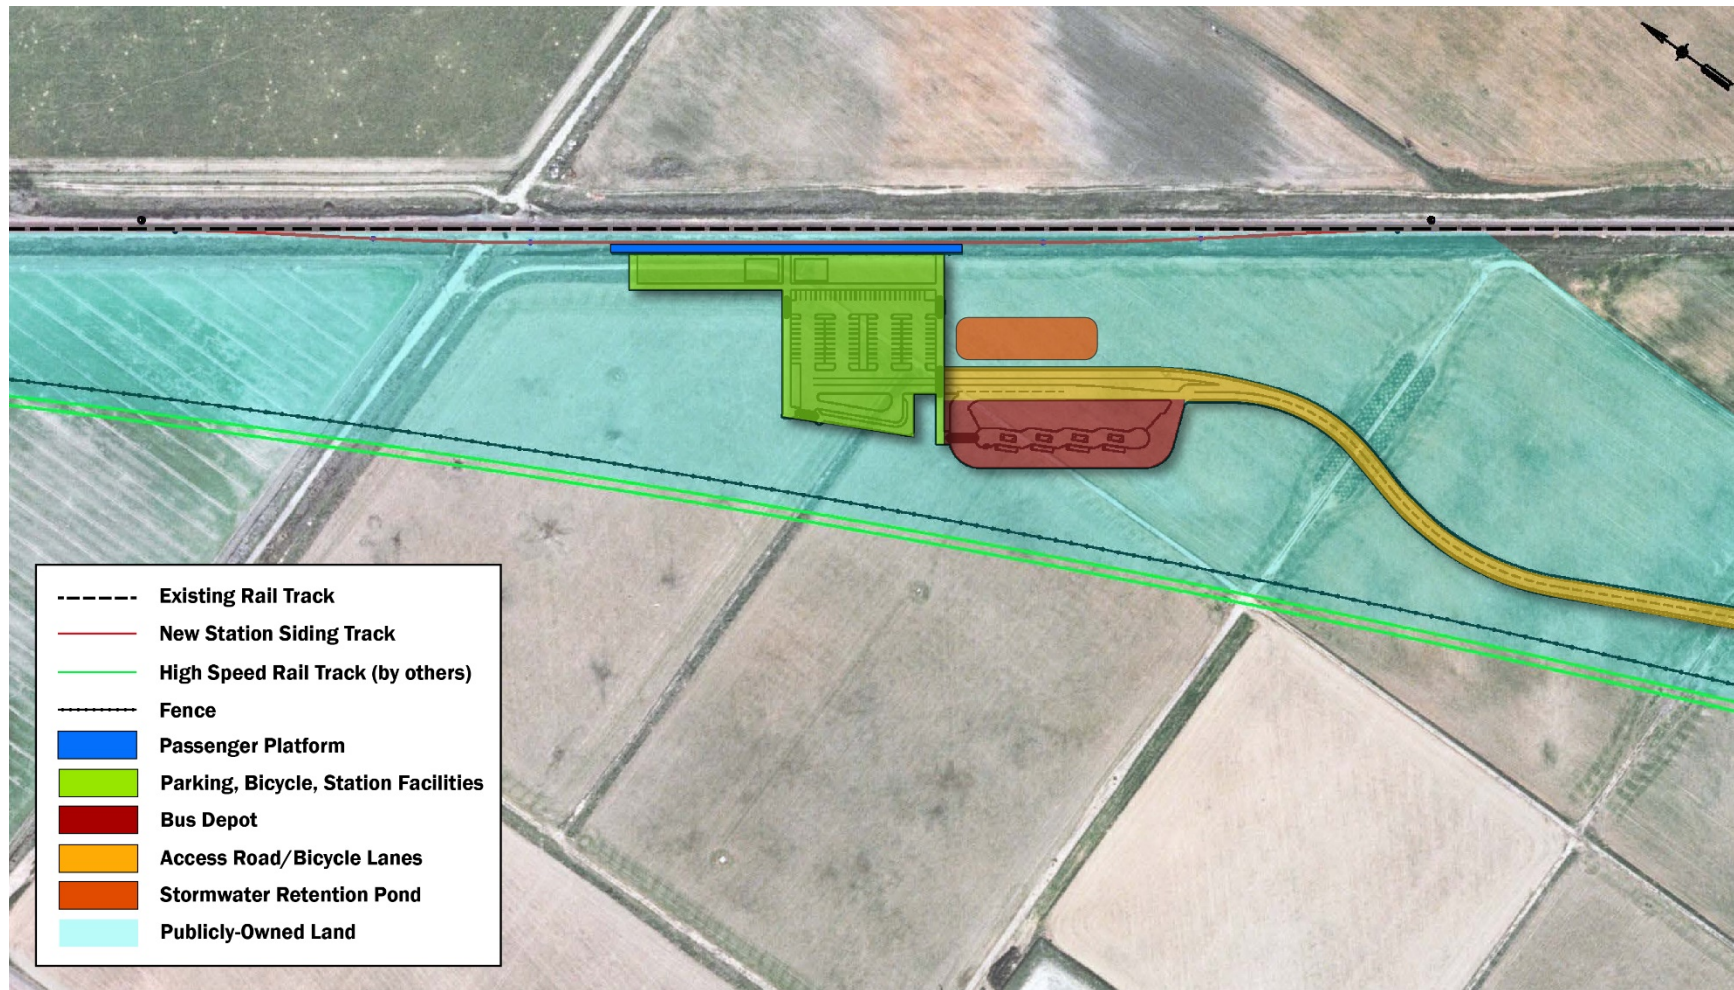 Existing Rail Track
New Station Siding Track
High Speed Rail Track (by others)
Fence
Passenger Platform
Parking, Bicycle, Station Facilities
Bus Depot
Access Road/Bicycle Lanes
Stormwater Retention Pond
Publicly-Owned Land